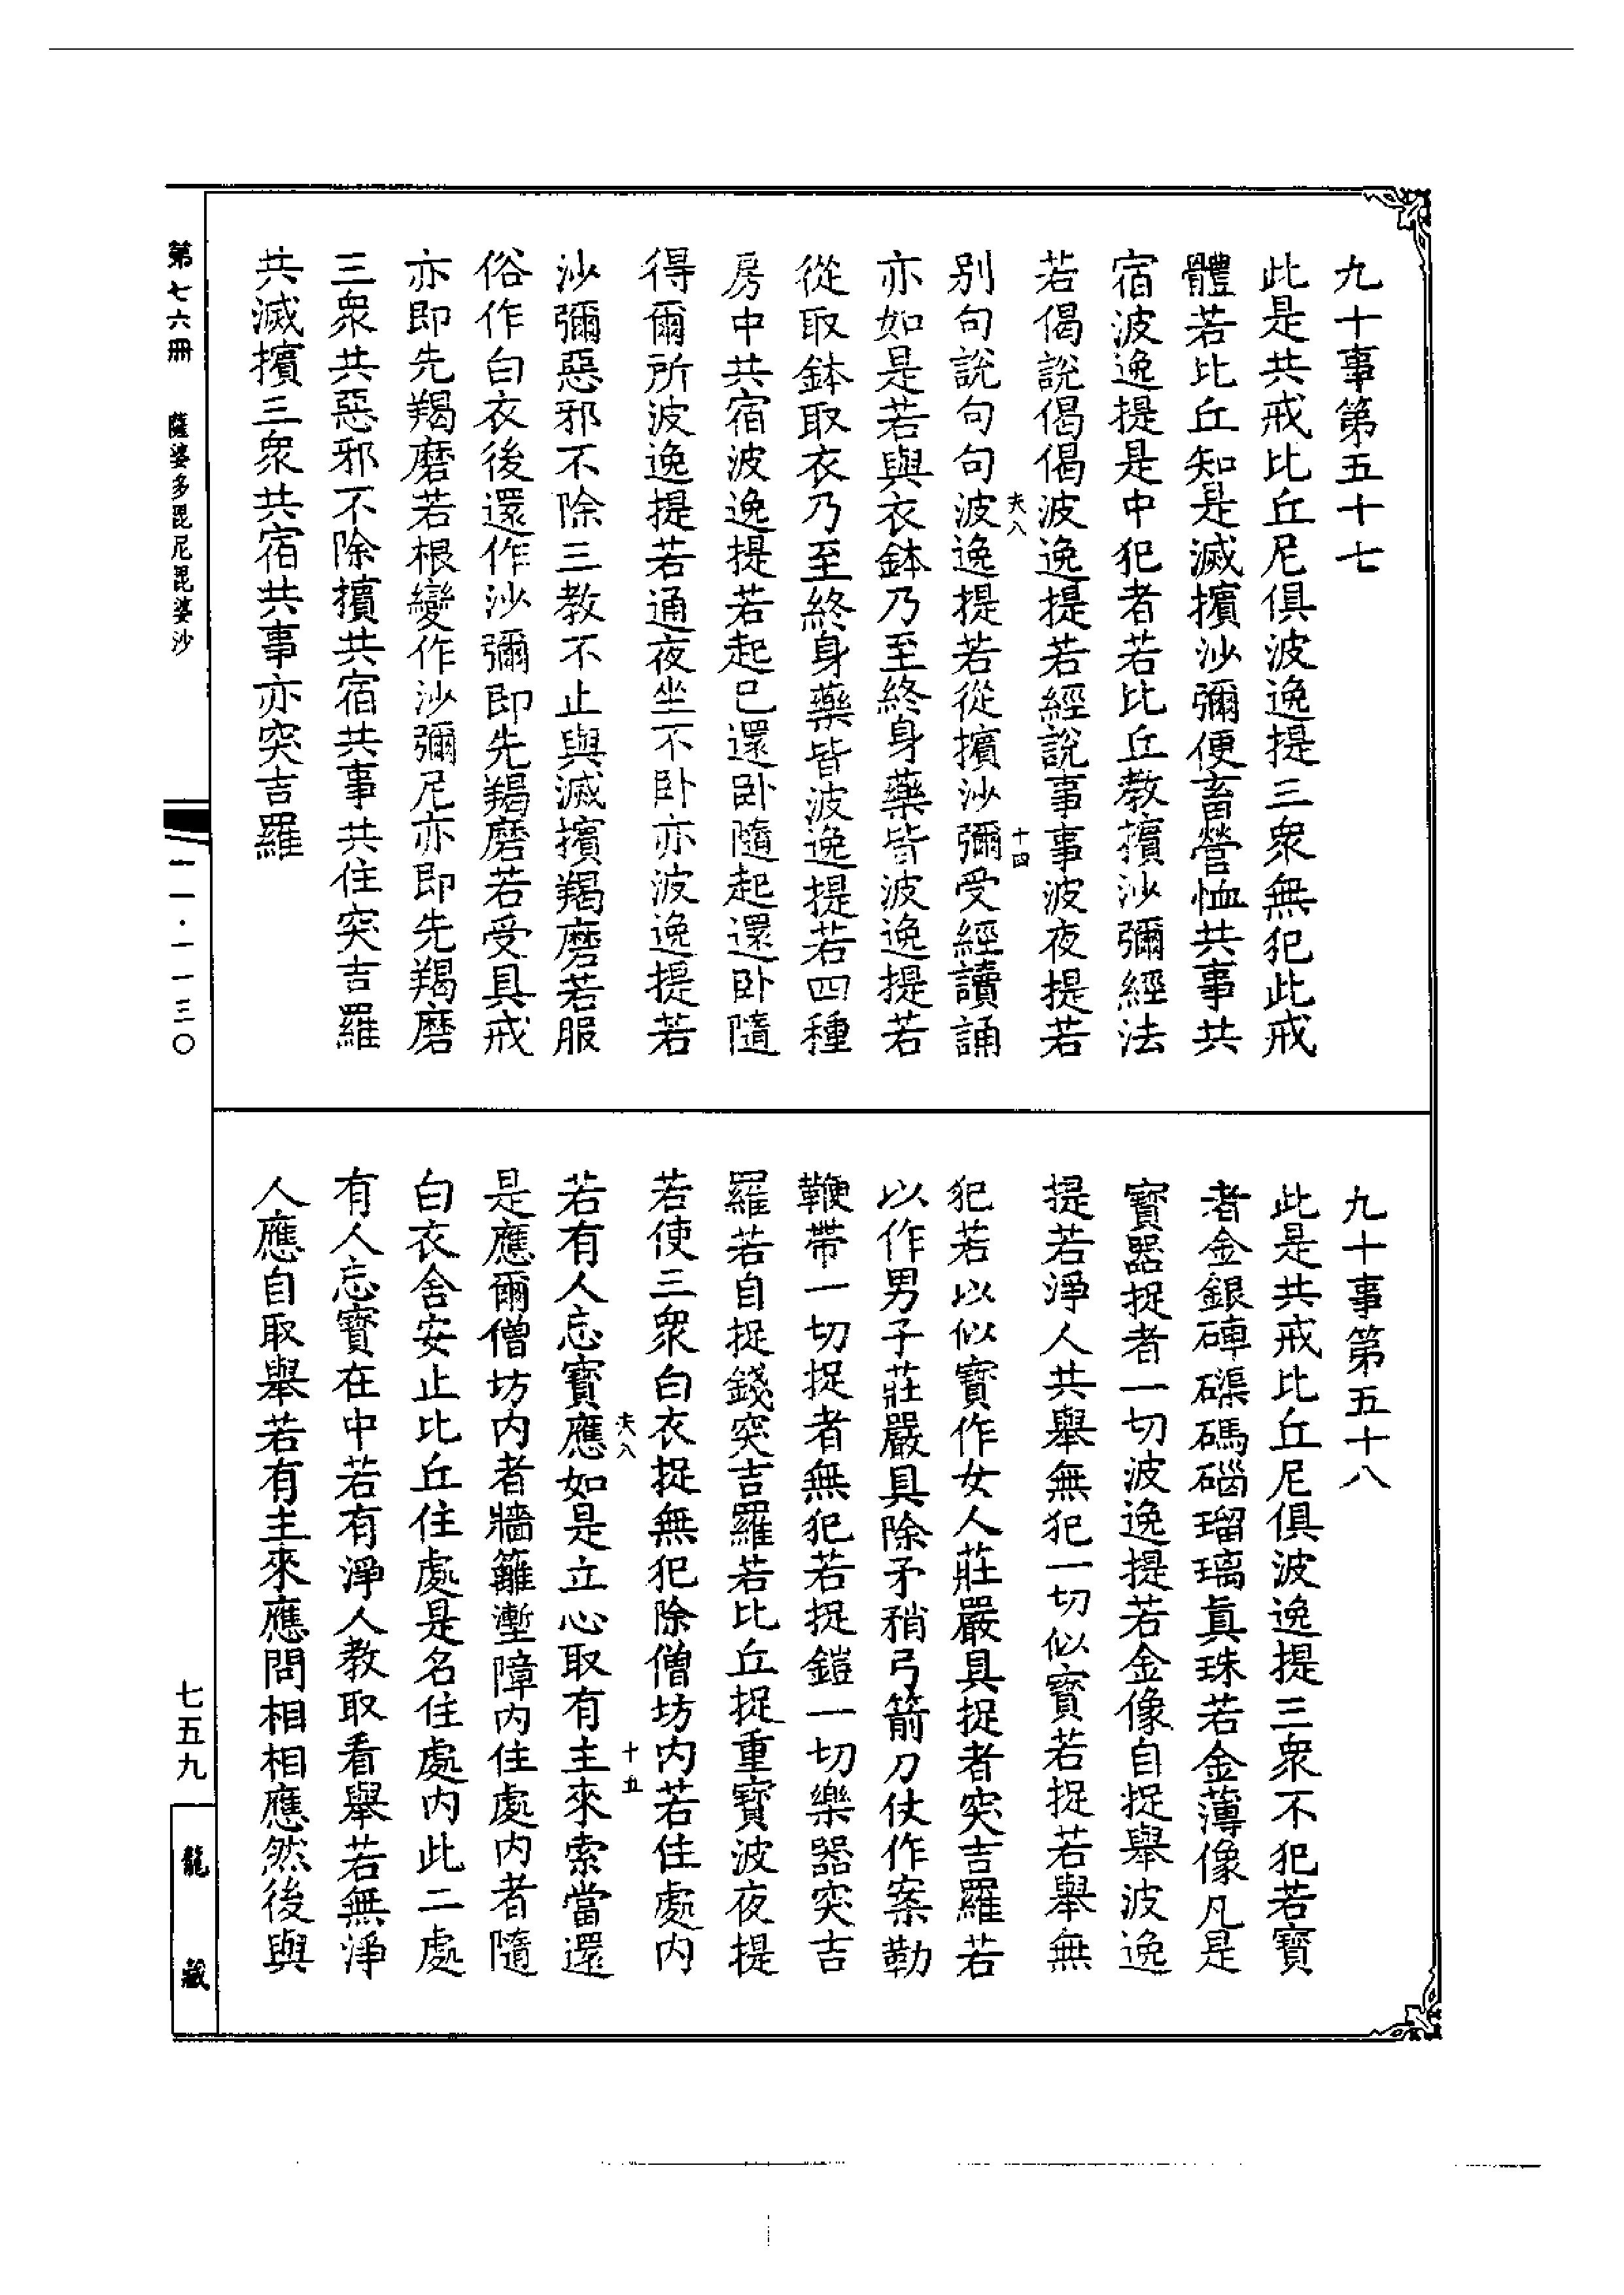 九十事第五十七
此是共戒比丘尼俱波逸提三衆無犯此戒
體若比丘知是滅擯沙彌便畜營恤共事共
宿波逸提是中犯者若比丘教擯沙彌經法
若偈說偈偈波逸提若經說事事波夜提若
夾八
十四
别句說句句波逸提若從擯沙彌受經讀誦
亦如是若與衣鉢乃至終身藥皆波逸提若
從取鉢取衣乃至終身藥皆波逸提若四種
房中共宿波逸提若起已還卧隨起還卧隨
得爾所波逸提若通夜坐不卧亦波逸提若
沙彌惡邪不除三教不止與滅擯羯磨若服
俗作白衣後還作沙彌即先羯磨若受具戒
亦即先羯磨若根變作沙彌尼亦即先羯磨
三衆共惡邪不除擯共宿共事共住突吉羅
共滅擯三衆共宿共事亦突吉羅
九十事第五十八
此是共戒比丘尼俱波逸提三衆不犯若寶
者金銀硨磲碼碯瑠璃眞珠若金薄像凡是
寶器捉者一切波逸提若金像自捉舉波逸
提若淨人共舉無犯一切似寶若捉若舉無
犯若以似寶作女人莊嚴具捉者突吉羅若
以作男子莊嚴具除矛矟弓箭刀仗作案勒
鞭帶一切捉者無犯若捉鎧一切樂器突吉
羅若自捉錢突吉羅若比丘捉重寶波夜提
若使三衆白衣捉無犯除僧坊内若住處内
夾八
十五
若有人忘寶應如是立心取有主來索當還
是應爾僧坊内者牆籬壍障内住處内者隨
白衣舍安止比丘住處是名住處内此二處
有人忘寶在中若有淨人教取看舉若無淨
人應自取舉若有主來應問相相應然後與
第七六冊
薩婆多毘尼毘婆沙
一一·一一三〇
七五九
龍藏